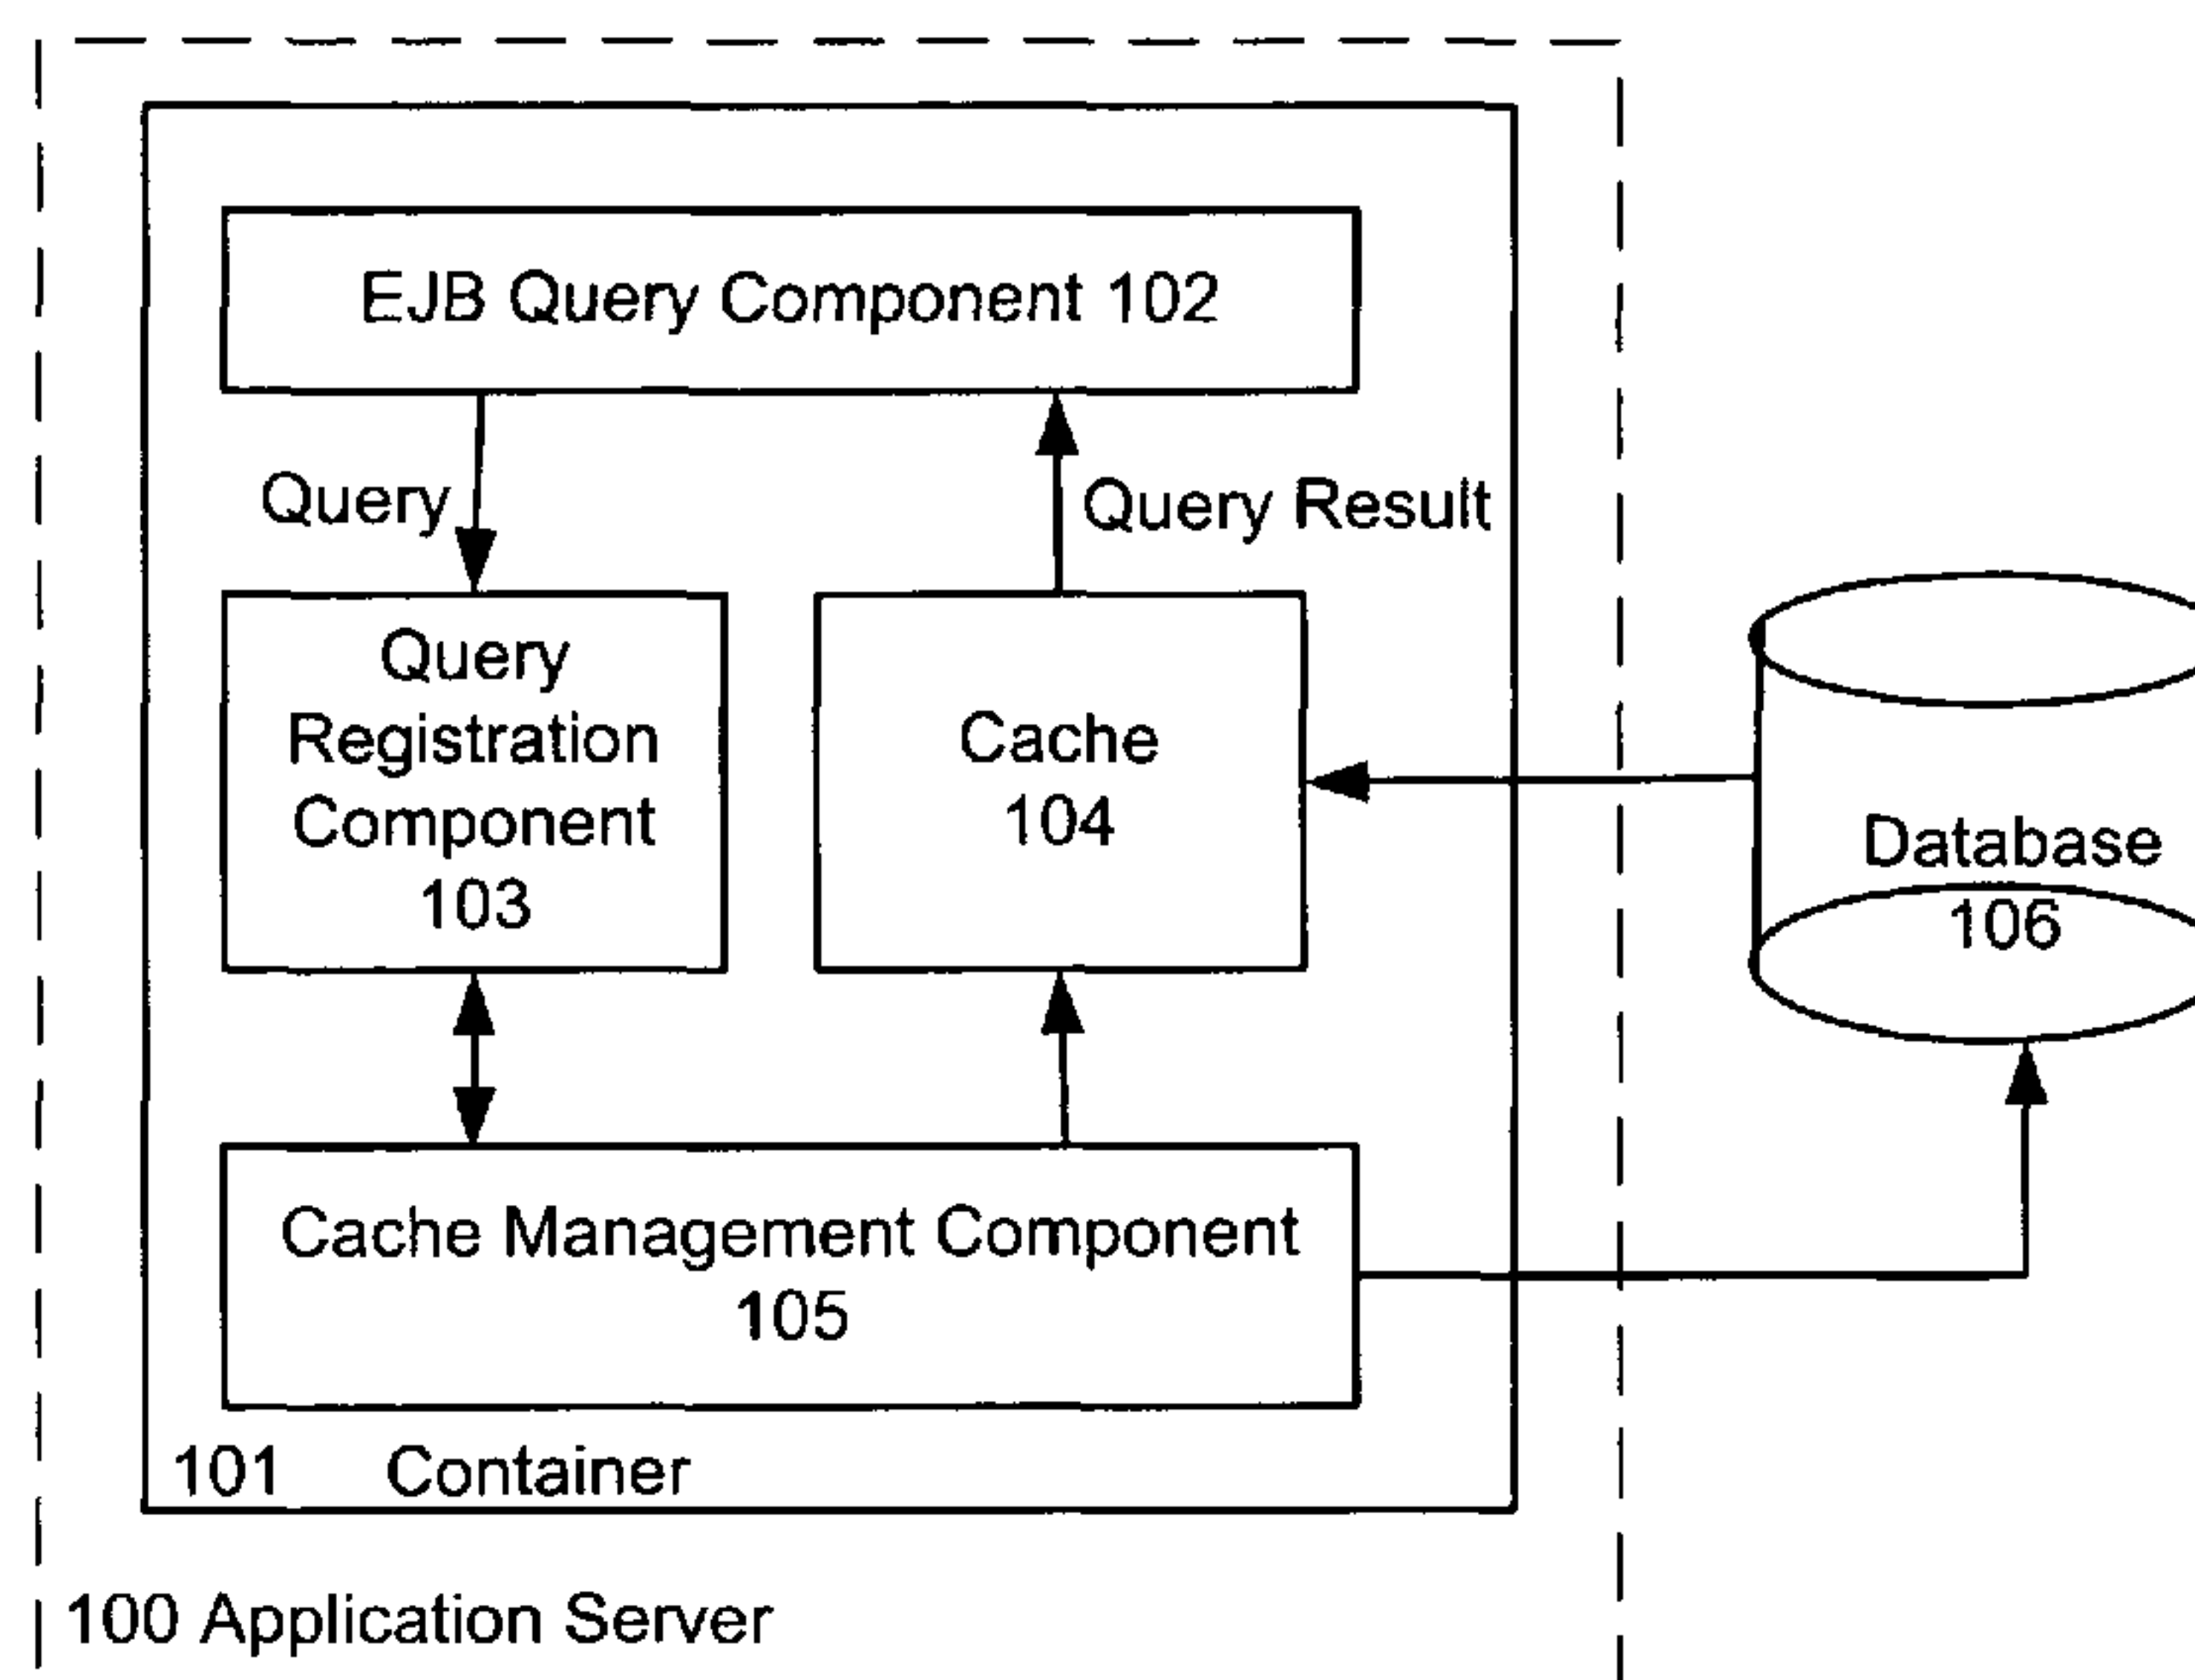 EJB Query Component 102
Query
Query Result
Query
Registration
Component
103
Cache
104
Database
106
Cache Management Component
105
101 Container
100 Application Server